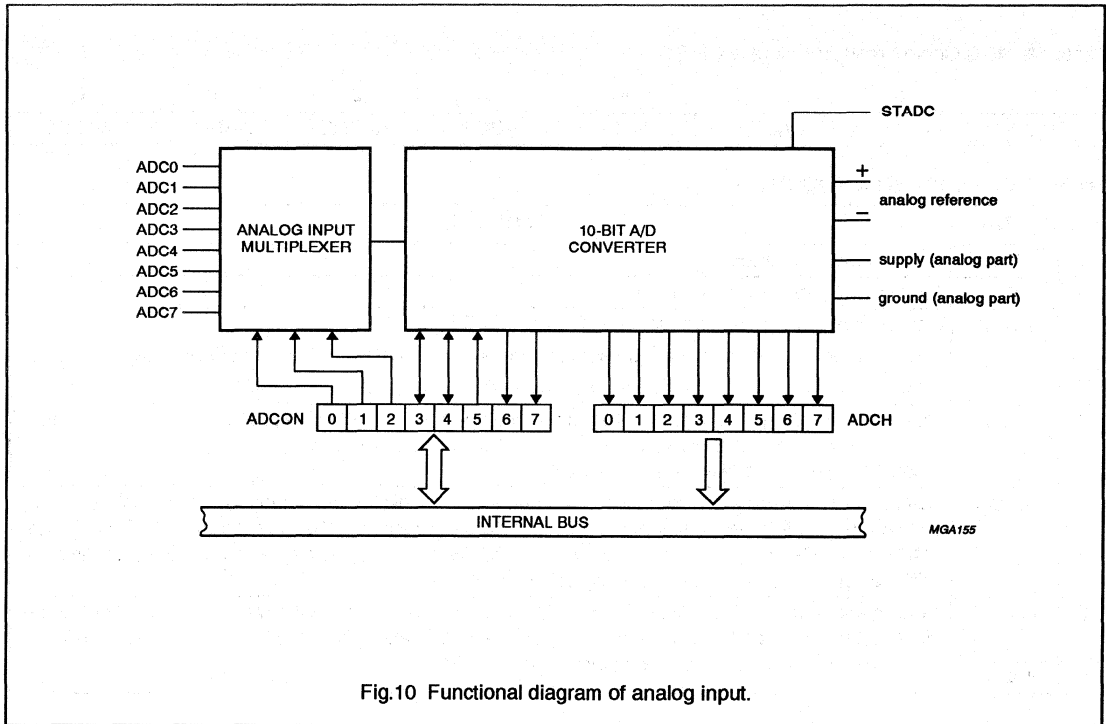 STADC
ADC0
ADC1
ADC2
ADC3
ADC4
ADC5
ADC6
ADC7
ANALOG INPUT
MULTIPLEXER
10-BIT A/D
CONVERTER
+
analog reference
−
supply (analog part)
ground (analog part)
ADCON 0 1 2 3 4 5 6 7
0 1 2 3 4 5 6 7 ADCH
INTERNAL BUS
MGA155
Fig.10 Functional diagram of analog input.